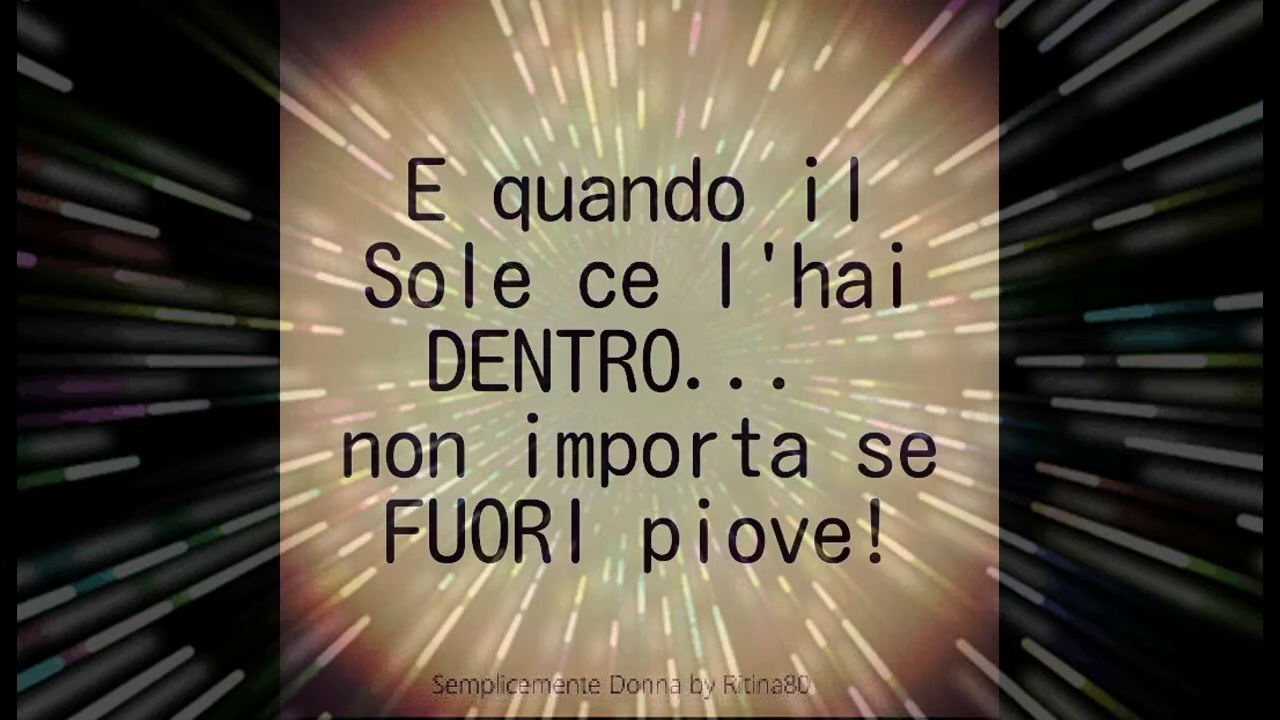 E quando il
Sole ce l'hai
DENTRO...
non importa se
FUORI piove!
Semplicemente Donna by Ritina80